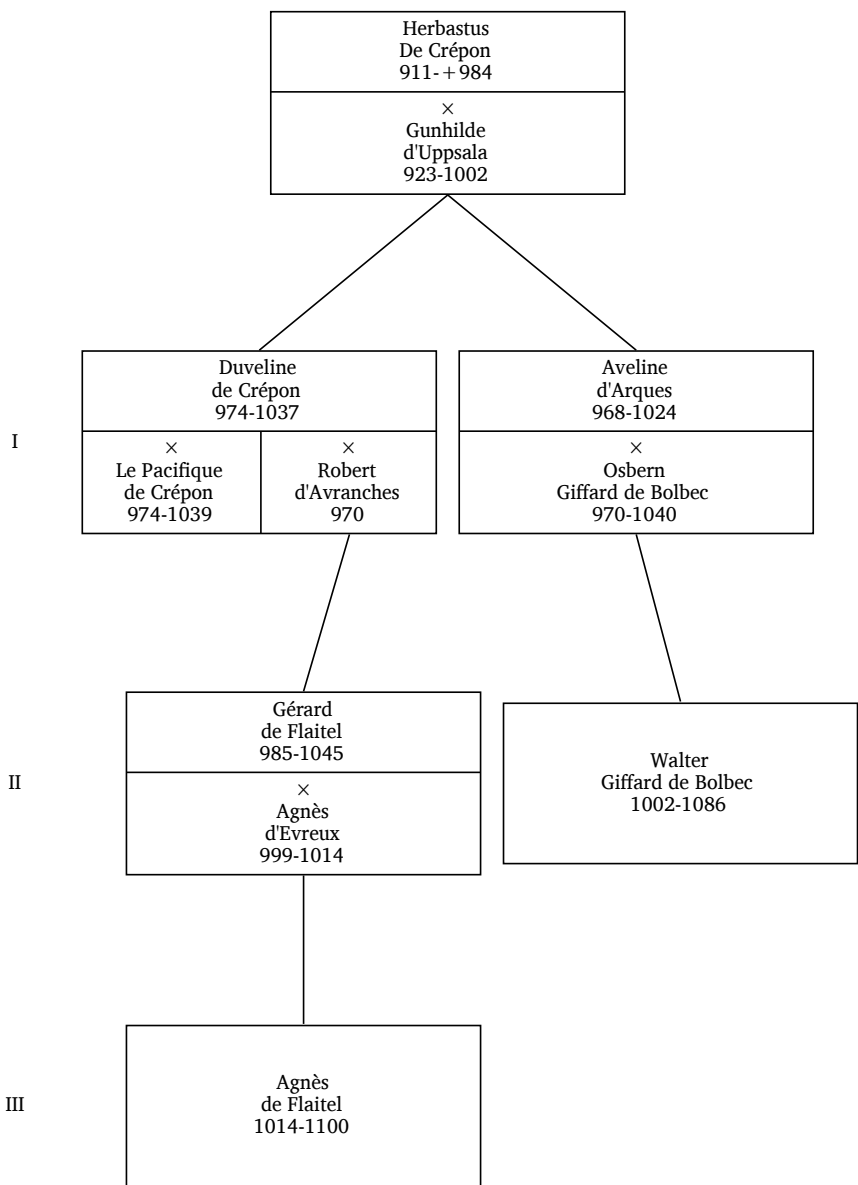 Herbastus
De Crépon
911-+984
×
Gunhilde
d'Uppsala
923-1002
Duveline
de Crépon
974-1037
Aveline
d'Arques
968-1024
I
×
Le Pacifique
de Crépon
974-1039
×
Robert
d'Avranches
970
×
Osbern
Giffard de Bolbec
970-1040
Gérard
de Flaitel
985-1045
II
×
Agnès
d'Evreux
999-1014
Walter
Giffard de Bolbec
1002-1086
III
Agnès
de Flaitel
1014-1100